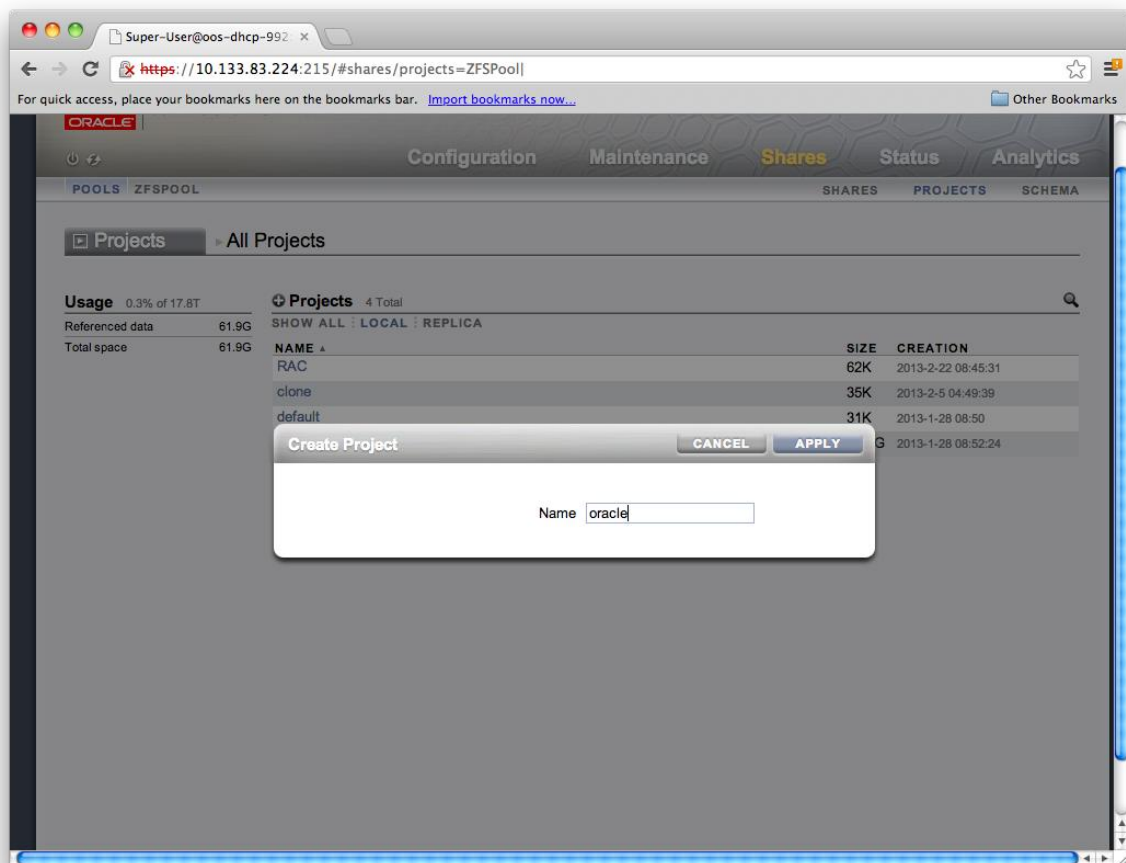 Super-User@oos-dhcp-992 ×
https://10.133.83.224:215/#shares/projects=ZFSPool|
For quick access, place your bookmarks here on the bookmarks bar. Import bookmarks now... Other Bookmarks
ORACLE
Configuration Maintenance Shares Status Analytics
POOLS ZFSPOOL SHARES PROJECTS SCHEMA
Projects All Projects
Usage 0.3% of 17.8T Projects 4 Total
Referenced data 61.9G SHOW ALL LOCAL REPLICA
Total space 61.9G NAME SIZE CREATION
RAC 62K 2013-2-22 08:45:31
clone 35K 2013-2-5 04:49:39
default 31K 2013-1-28 08:50
Create Project CANCEL APPLY G 2013-1-28 08:52:24
Name oracle